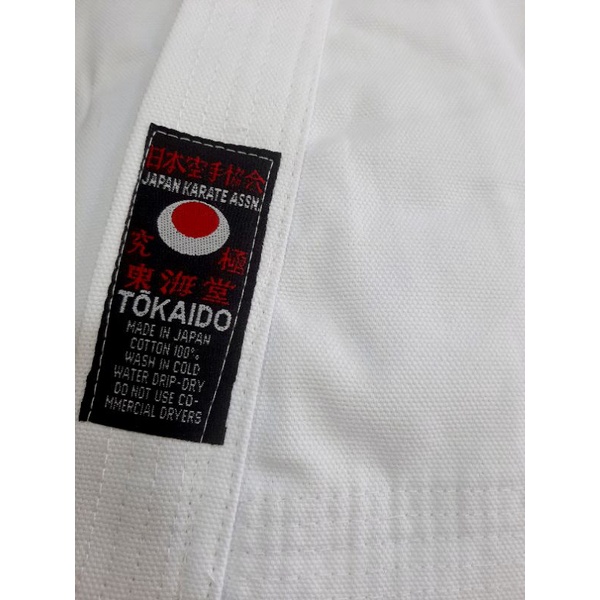 日本空手協会
JAPAN KARATE ASSN.
究 極
東海堂
TŌKAIDO
MADE IN JAPAN
COTTON 100%.
WASH IN COLD
WATER DRIP-DRY
DO NOT USE CO-
MMERCIAL DRYERS